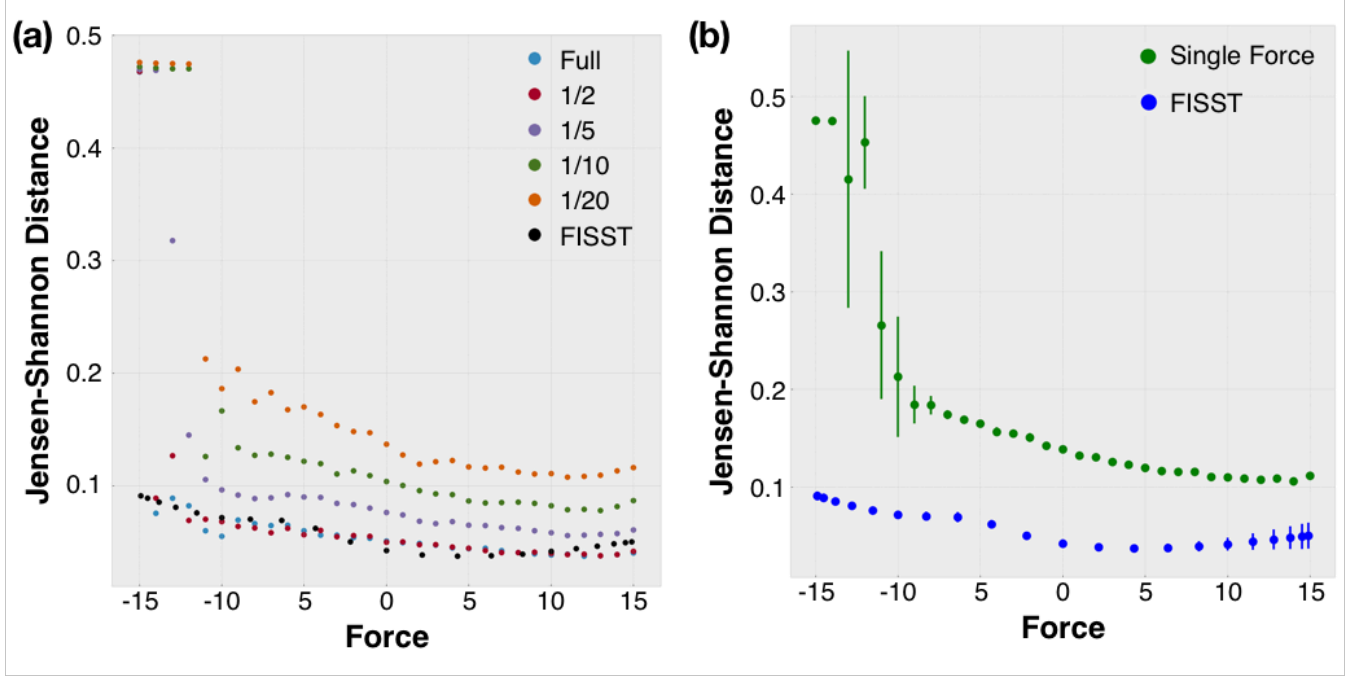 (a)
Jensen-Shannon Distance
0.5
0.4
0.3
0.2
0.1
Full
1/2
1/5
1/10
1/20
FISST
-15 -10 5 0 5 10 15
Force
(b)
Jensen-Shannon Distance
0.5
0.4
0.3
0.2
0.1
Single Force
FISST
-15 -10 5 0 5 10 15
Force